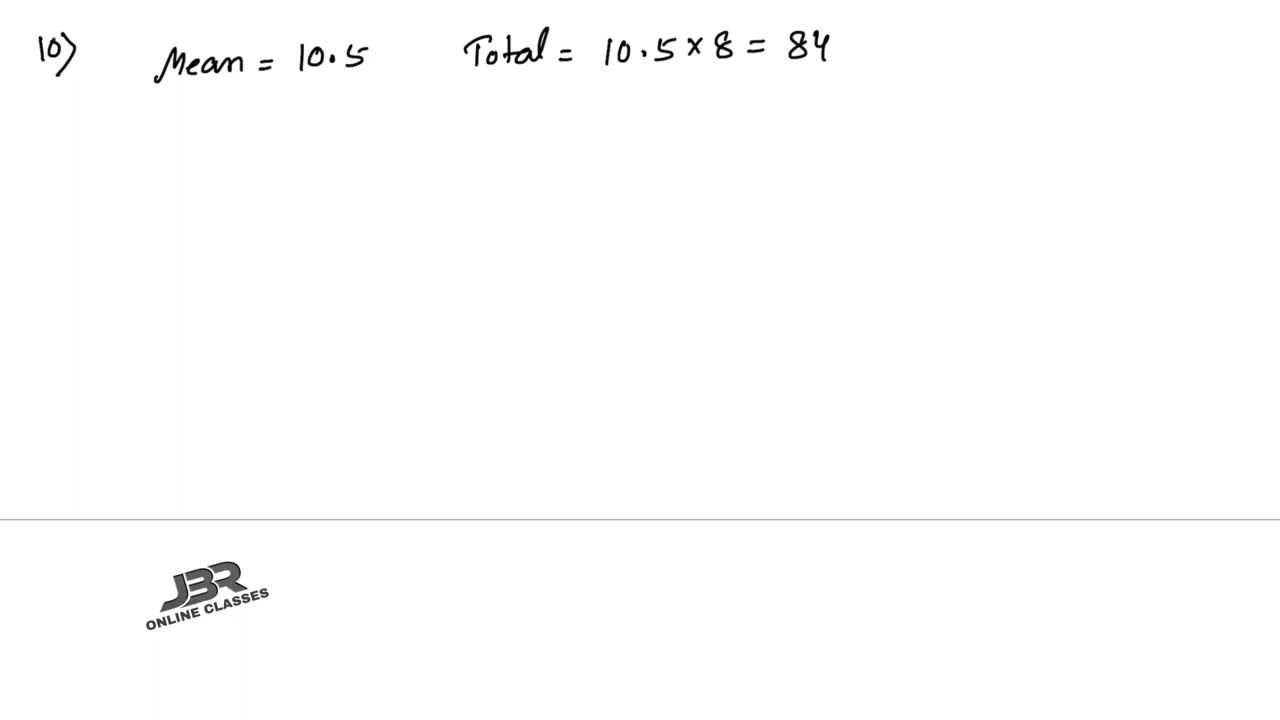 10) Mean = 10.5 Total = 10.5 × 8 = 84
JBR
ONLINE CLASSES